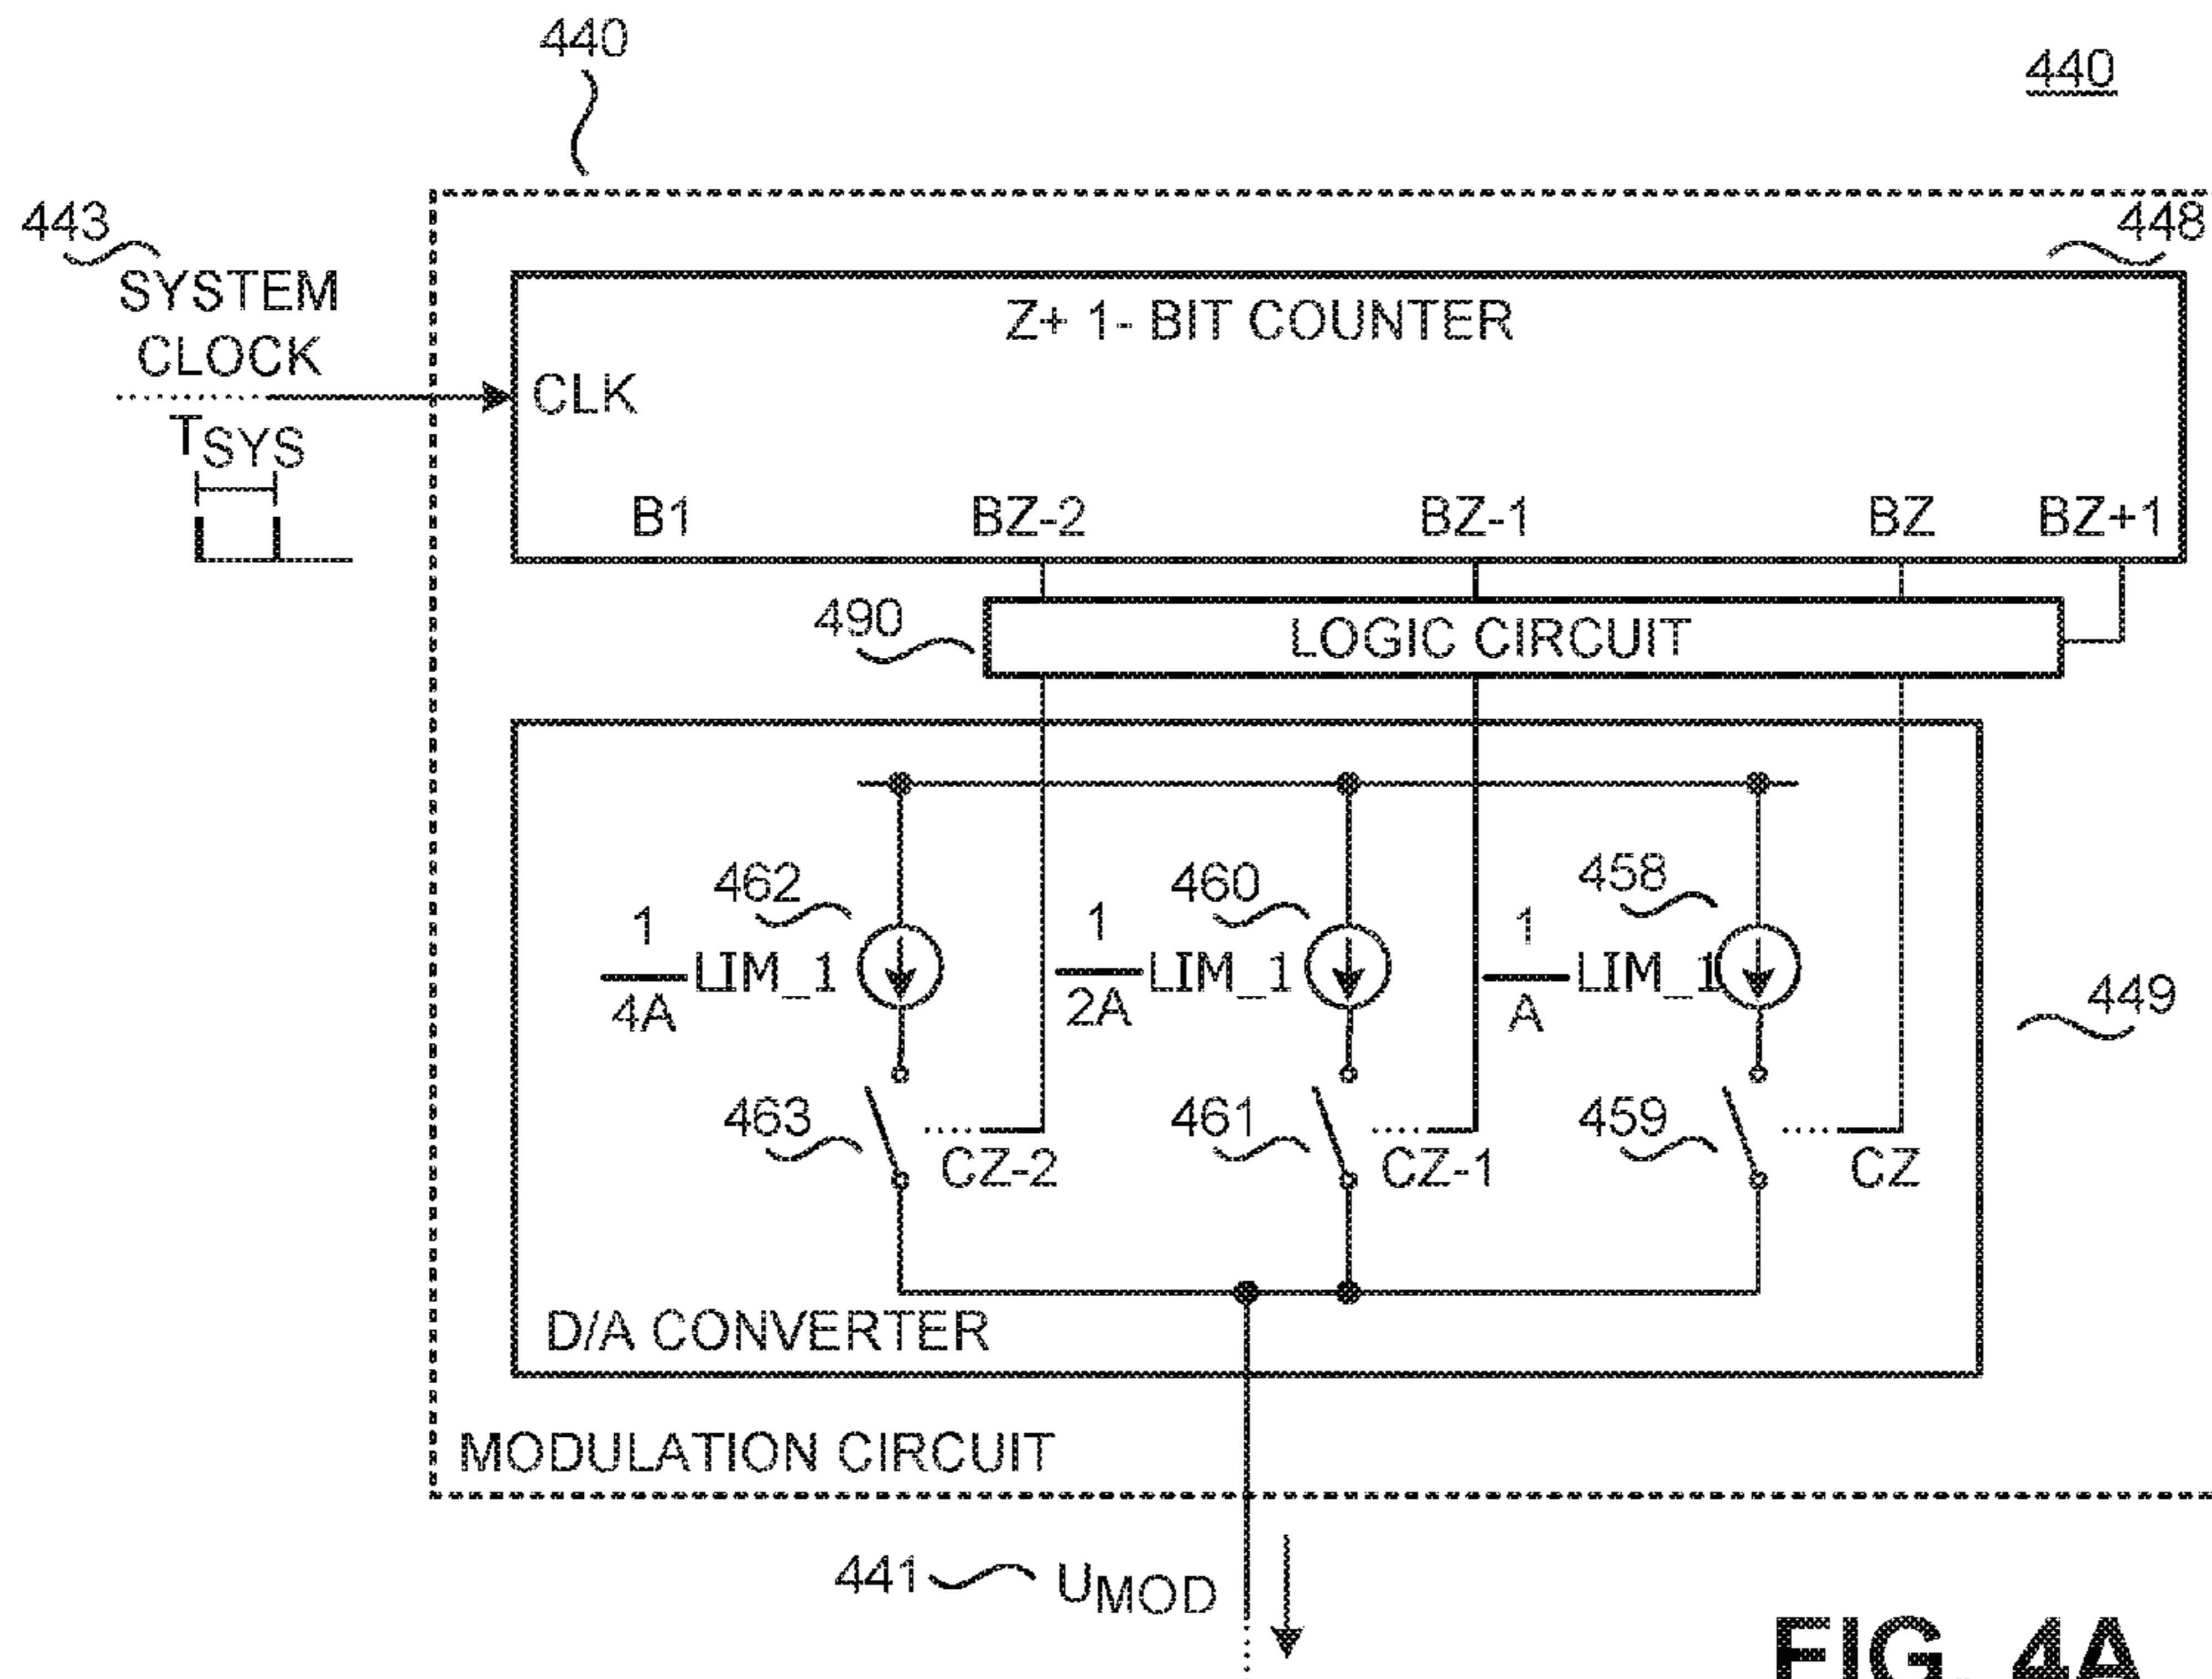 440
440
443
448
SYSTEM
CLOCK
Z+ 1- BIT COUNTER
CLK
TSYS
B1 BZ-2 BZ-1 BZ BZ+1
490
LOGIC CIRCUIT
462 460 458
1 1 1
LIM_1 LIM_1 LIM_1
4A 2A A
449
463 461 459
CZ-2 CZ-1 CZ
D/A CONVERTER
MODULATION CIRCUIT
441 UMOD
FIG. 4A